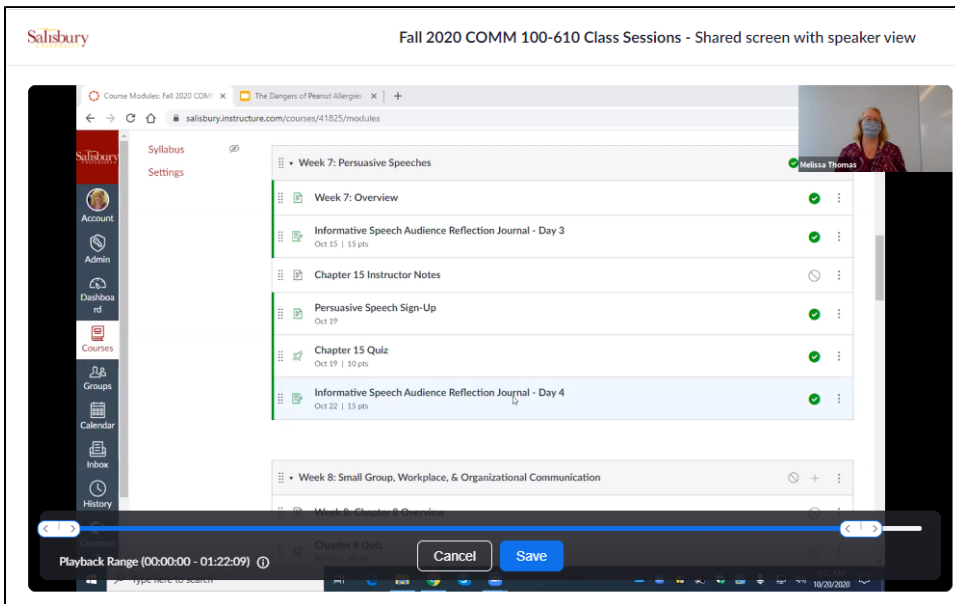 Salisbury
UNIVERSITY
Fall 2020 COMM 100-610 Class Sessions - Shared screen with speaker view
Course Modules: Fall 2020 COM
The Dangers of Peanut Allergies
salisbury.instructure.com/courses/41825/modules
Melissa Thomas
Salisbury
UNIVERSITY
Account
Admin
Dashboa
rd
Courses
Groups
Calendar
Inbox
History
Syllabus
Settings
Week 7: Persuasive Speeches
Week 7: Overview
Informative Speech Audience Reflection Journal - Day 3
Oct 15 | 15 pts
Chapter 15 Instructor Notes
Persuasive Speech Sign-Up
Oct 19
Chapter 15 Quiz
Oct 19 | 10 pts
Informative Speech Audience Reflection Journal - Day 4
Oct 22 | 15 pts
Week 8: Small Group, Workplace, & Organizational Communication
Week 8: Chapter 8 Overview
Chapter 8 Quiz
Playback Range (00:00:00 - 01:22:09)
Cancel
Save
Type here to search
10/20/2020